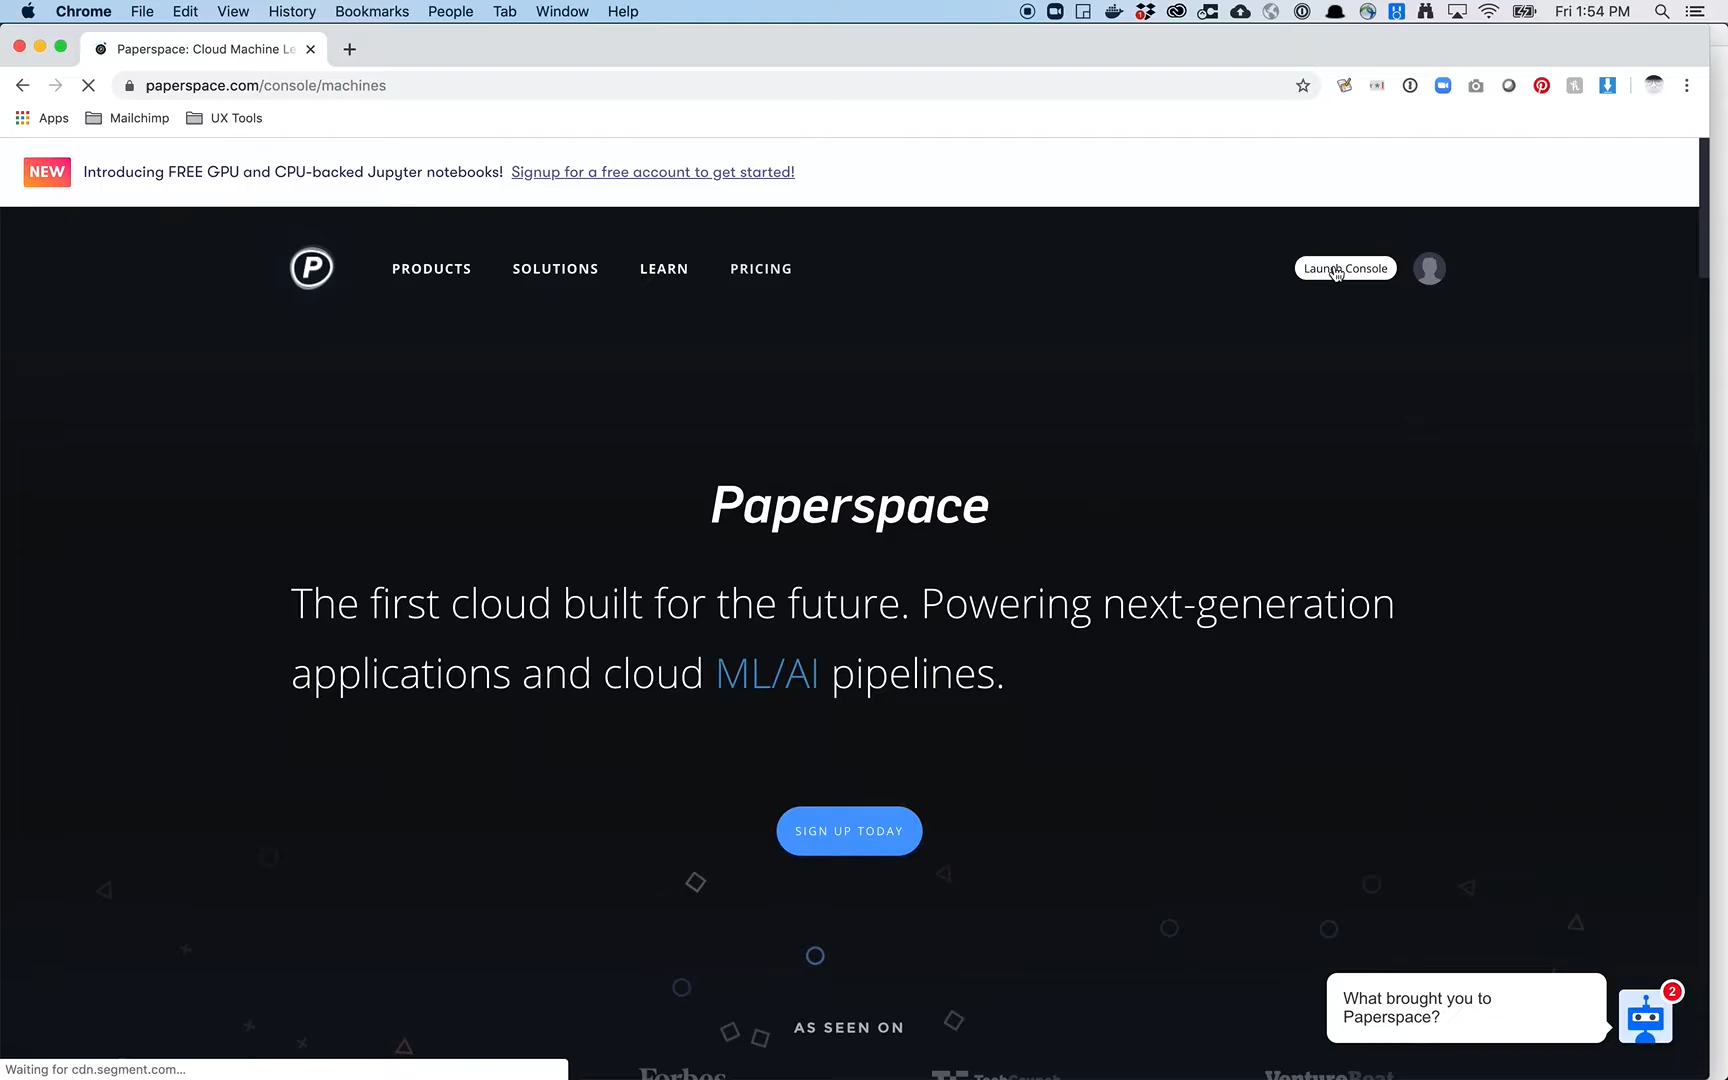 Chrome File Edit View History Bookmarks People Tab Window Help
Fri 1:54 PM
Paperspace: Cloud Machine Le
paperspace.com/console/machines
Apps Mailchimp UX Tools
NEW Introducing FREE GPU and CPU-backed Jupyter notebooks! Signup for a free account to get started!
P PRODUCTS SOLUTIONS LEARN PRICING Launch Console
Paperspace
The first cloud built for the future. Powering next-generation
applications and cloud ML/AI pipelines.
SIGN UP TODAY
What brought you to
Paperspace?
2
AS SEEN ON
Waiting for cdn.segment.com...
Forbes TechCrunch VentureBeat